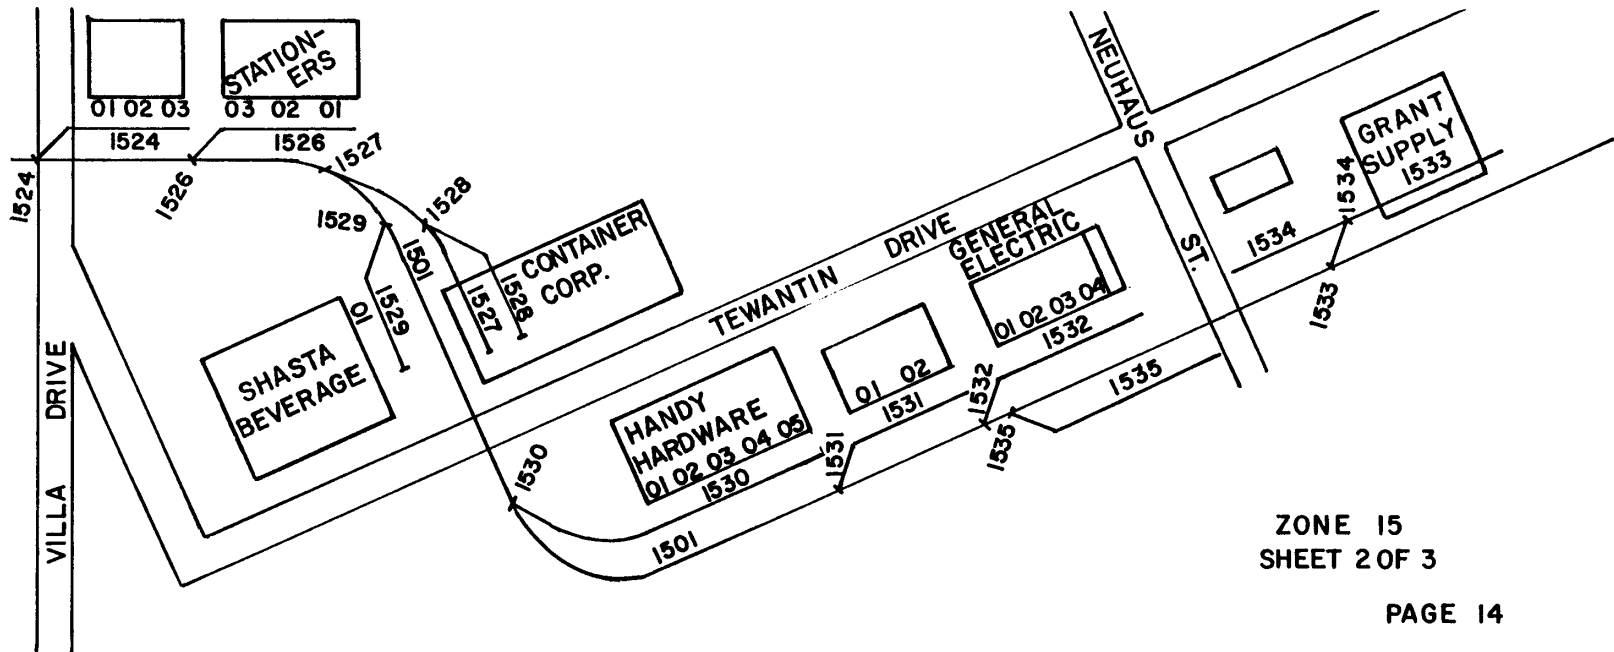 STATION-
ERS
01 02 03
03 02 01
1524
1526
1527
1524
1526
1528
1529
1501
CONTAINER
CORP.
1528
1527
1529
01
SHASTA
BEVERAGE
VILLA DRIVE
TEWANTIN DRIVE
NEUHAUS ST.
GENERAL
ELECTRIC
01 02 03 04
1532
GRANT
SUPPLY
1533
1534
1534
1533
HANDY
HARDWARE
01 02 03 04 05
1530
1530
1501
01 02
1531
1531
1532
1535
1535
ZONE 15
SHEET 2 OF 3
PAGE 14